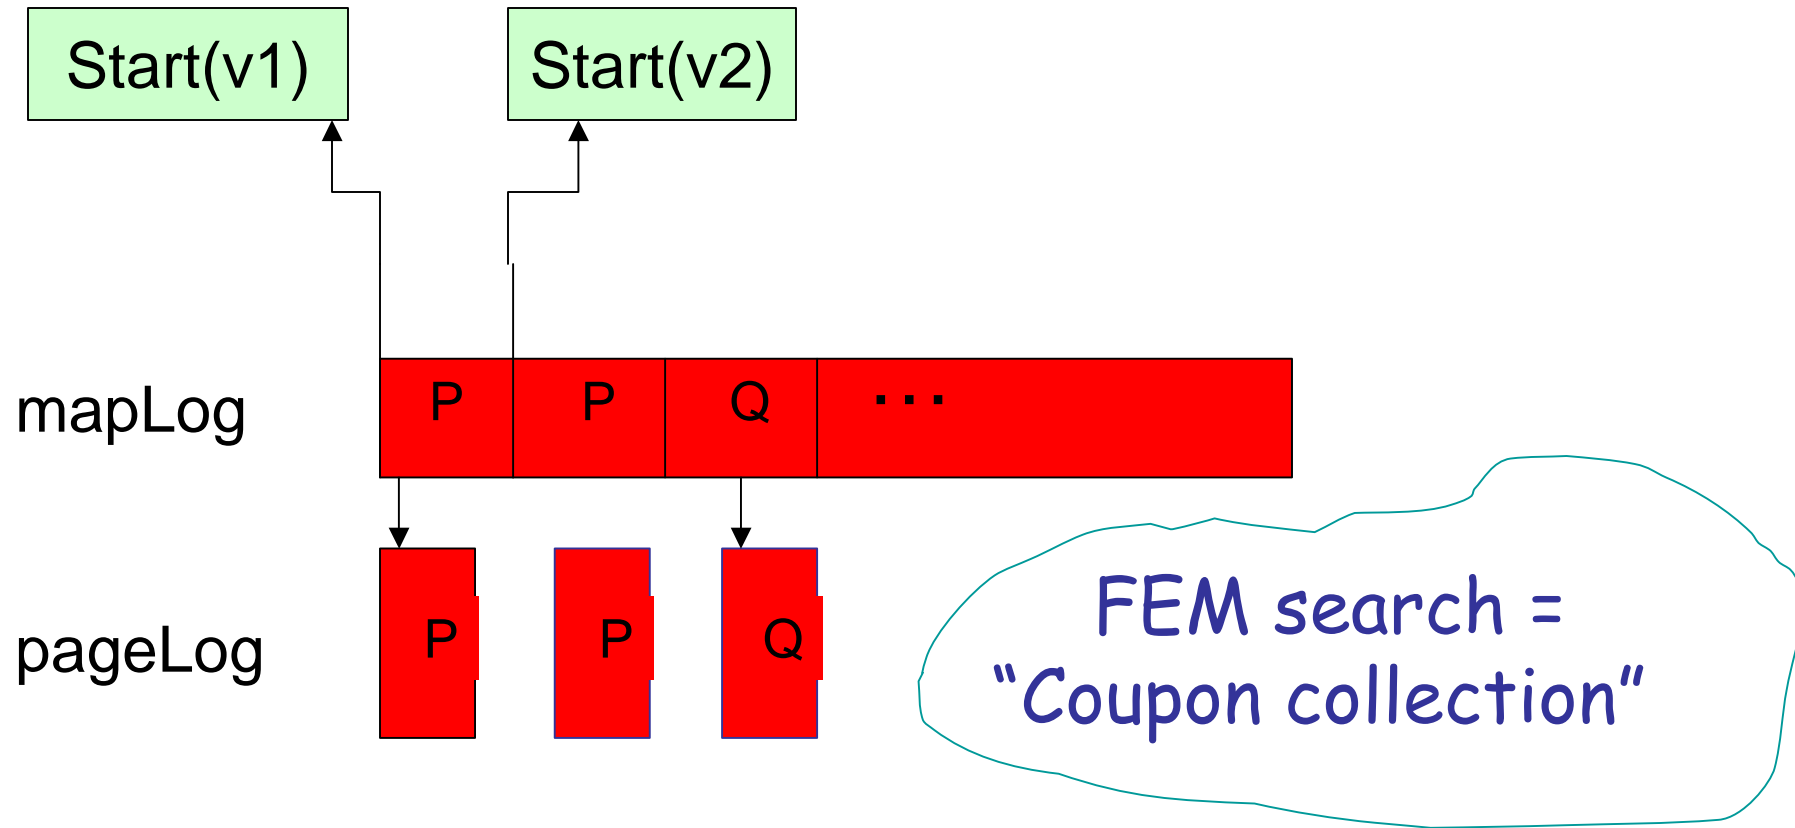 Start(v1)
Start(v2)
mapLog
P
P
Q
...
pageLog
P
P
Q
FEM search =
“Coupon collection”